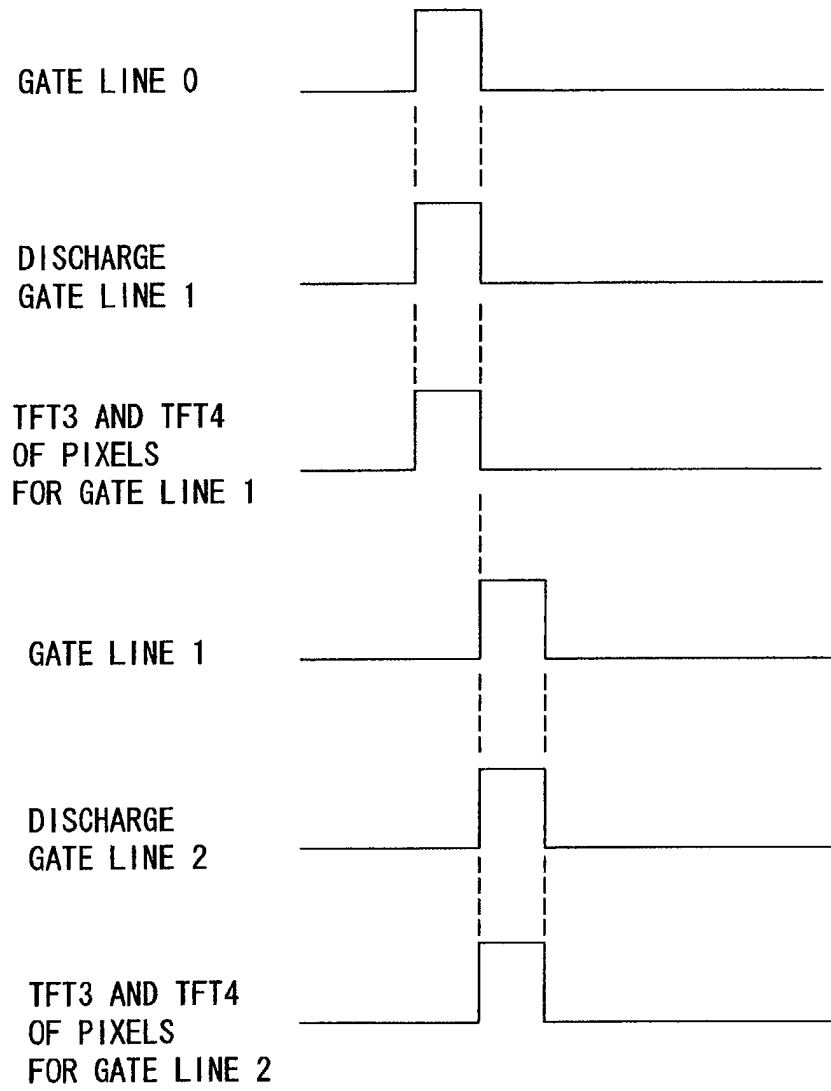 GATE LINE 0
DISCHARGE
GATE LINE 1
TFT3 AND TFT4
OF PIXELS
FOR GATE LINE 1
GATE LINE 1
DISCHARGE
GATE LINE 2
TFT3 AND TFT4
OF PIXELS
FOR GATE LINE 2